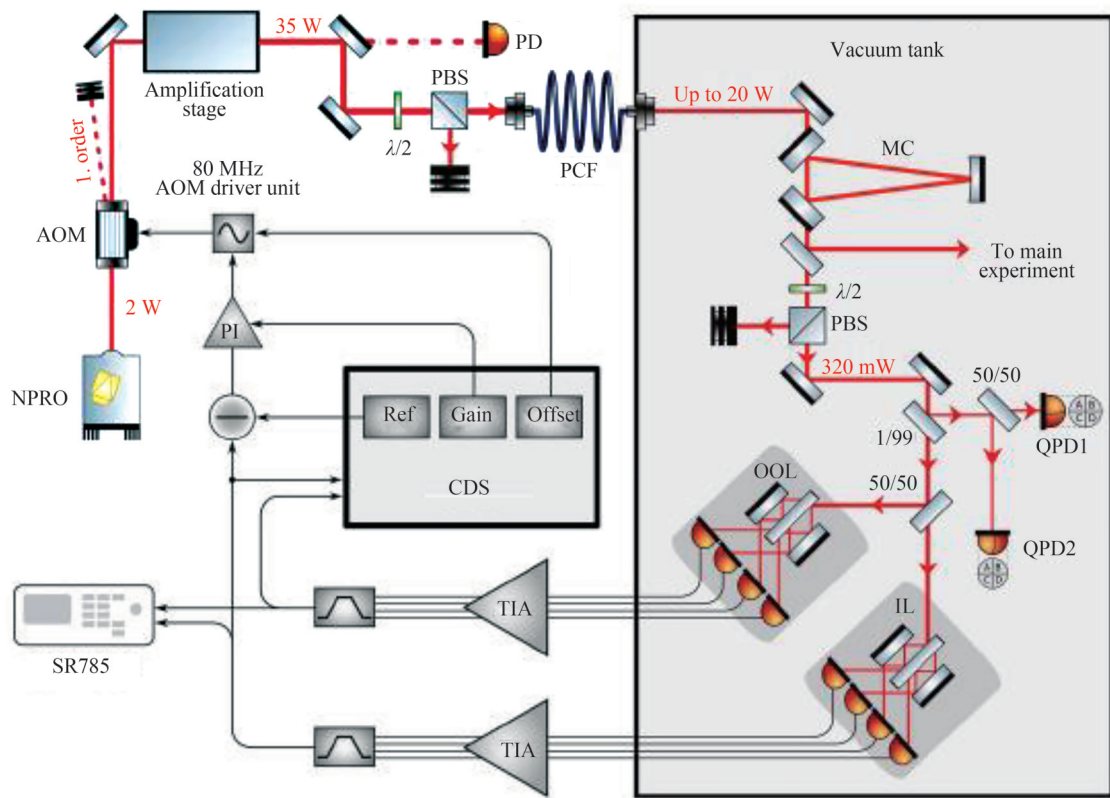 35 W
PD
Vacuum tank
Amplification
stage
PBS
Up to 20 W
1. order
λ/2
MC
80 MHz
AOM driver unit
PCF
AOM
To main
experiment
λ/2
2 W
PI
PBS
NPRO
320 mW
50/50
Ref
Gain
Offset
A B
C D
1/99
QPD1
CDS
OOL
50/50
QPD2
A B
C D
TIA
IL
SR785
TIA